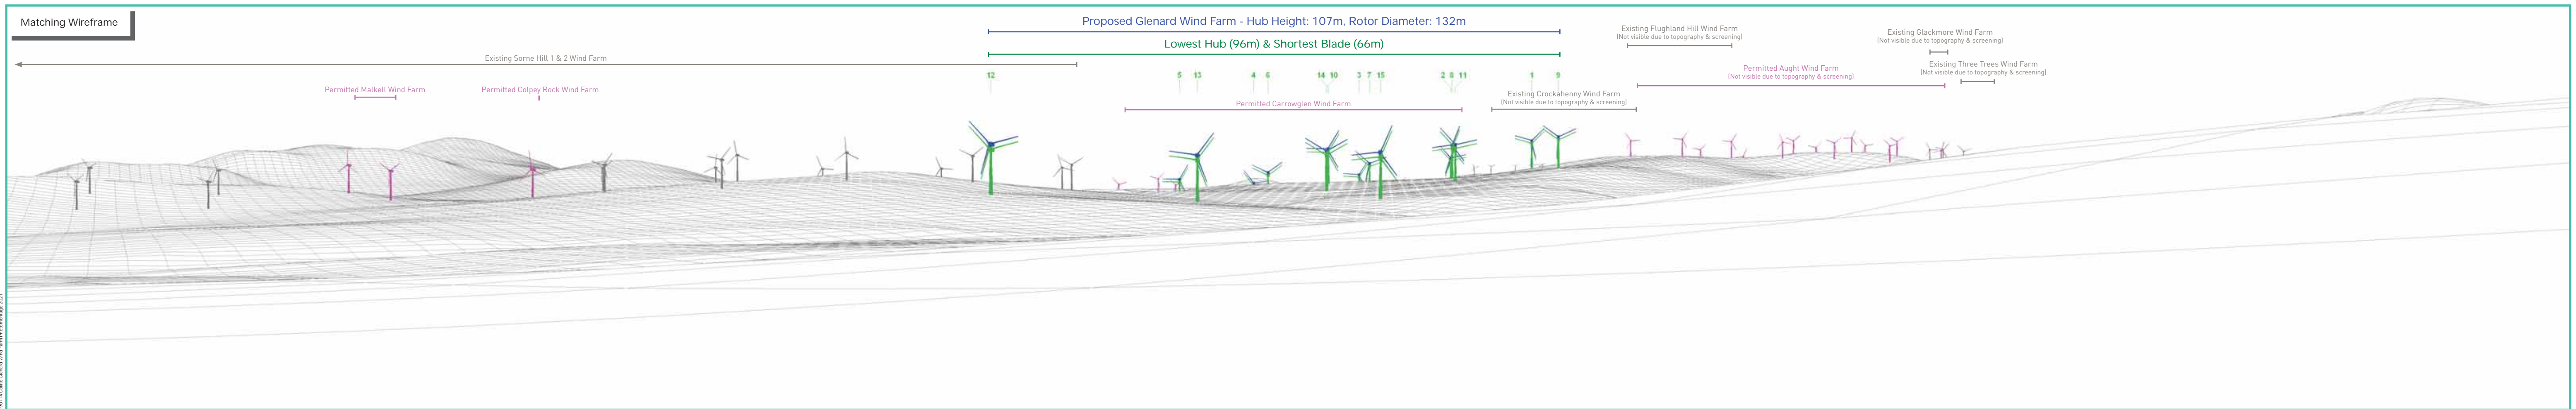 Matching Wireframe
Proposed Glenard Wind Farm - Hub Height: 107m, Rotor Diameter: 132m
Lowest Hub (96m) & Shortest Blade (66m)
Existing Sorne Hill 1 & 2 Wind Farm
Permitted Malkell Wind Farm
Permitted Colpey Rock Wind Farm
12
5 13
4 6
14 10
3 7 15
2 8 11
1
9
Permitted Carrowglen Wind Farm
Existing Crockahenny Wind Farm
(Not visible due to topography & screening)
Existing Flughland Hill Wind Farm
(Not visible due to topography & screening)
Permitted Aught Wind Farm
(Not visible due to topography & screening)
Existing Glackmore Wind Farm
(Not visible due to topography & screening)
Existing Three Trees Wind Farm
(Not visible due to topography & screening)